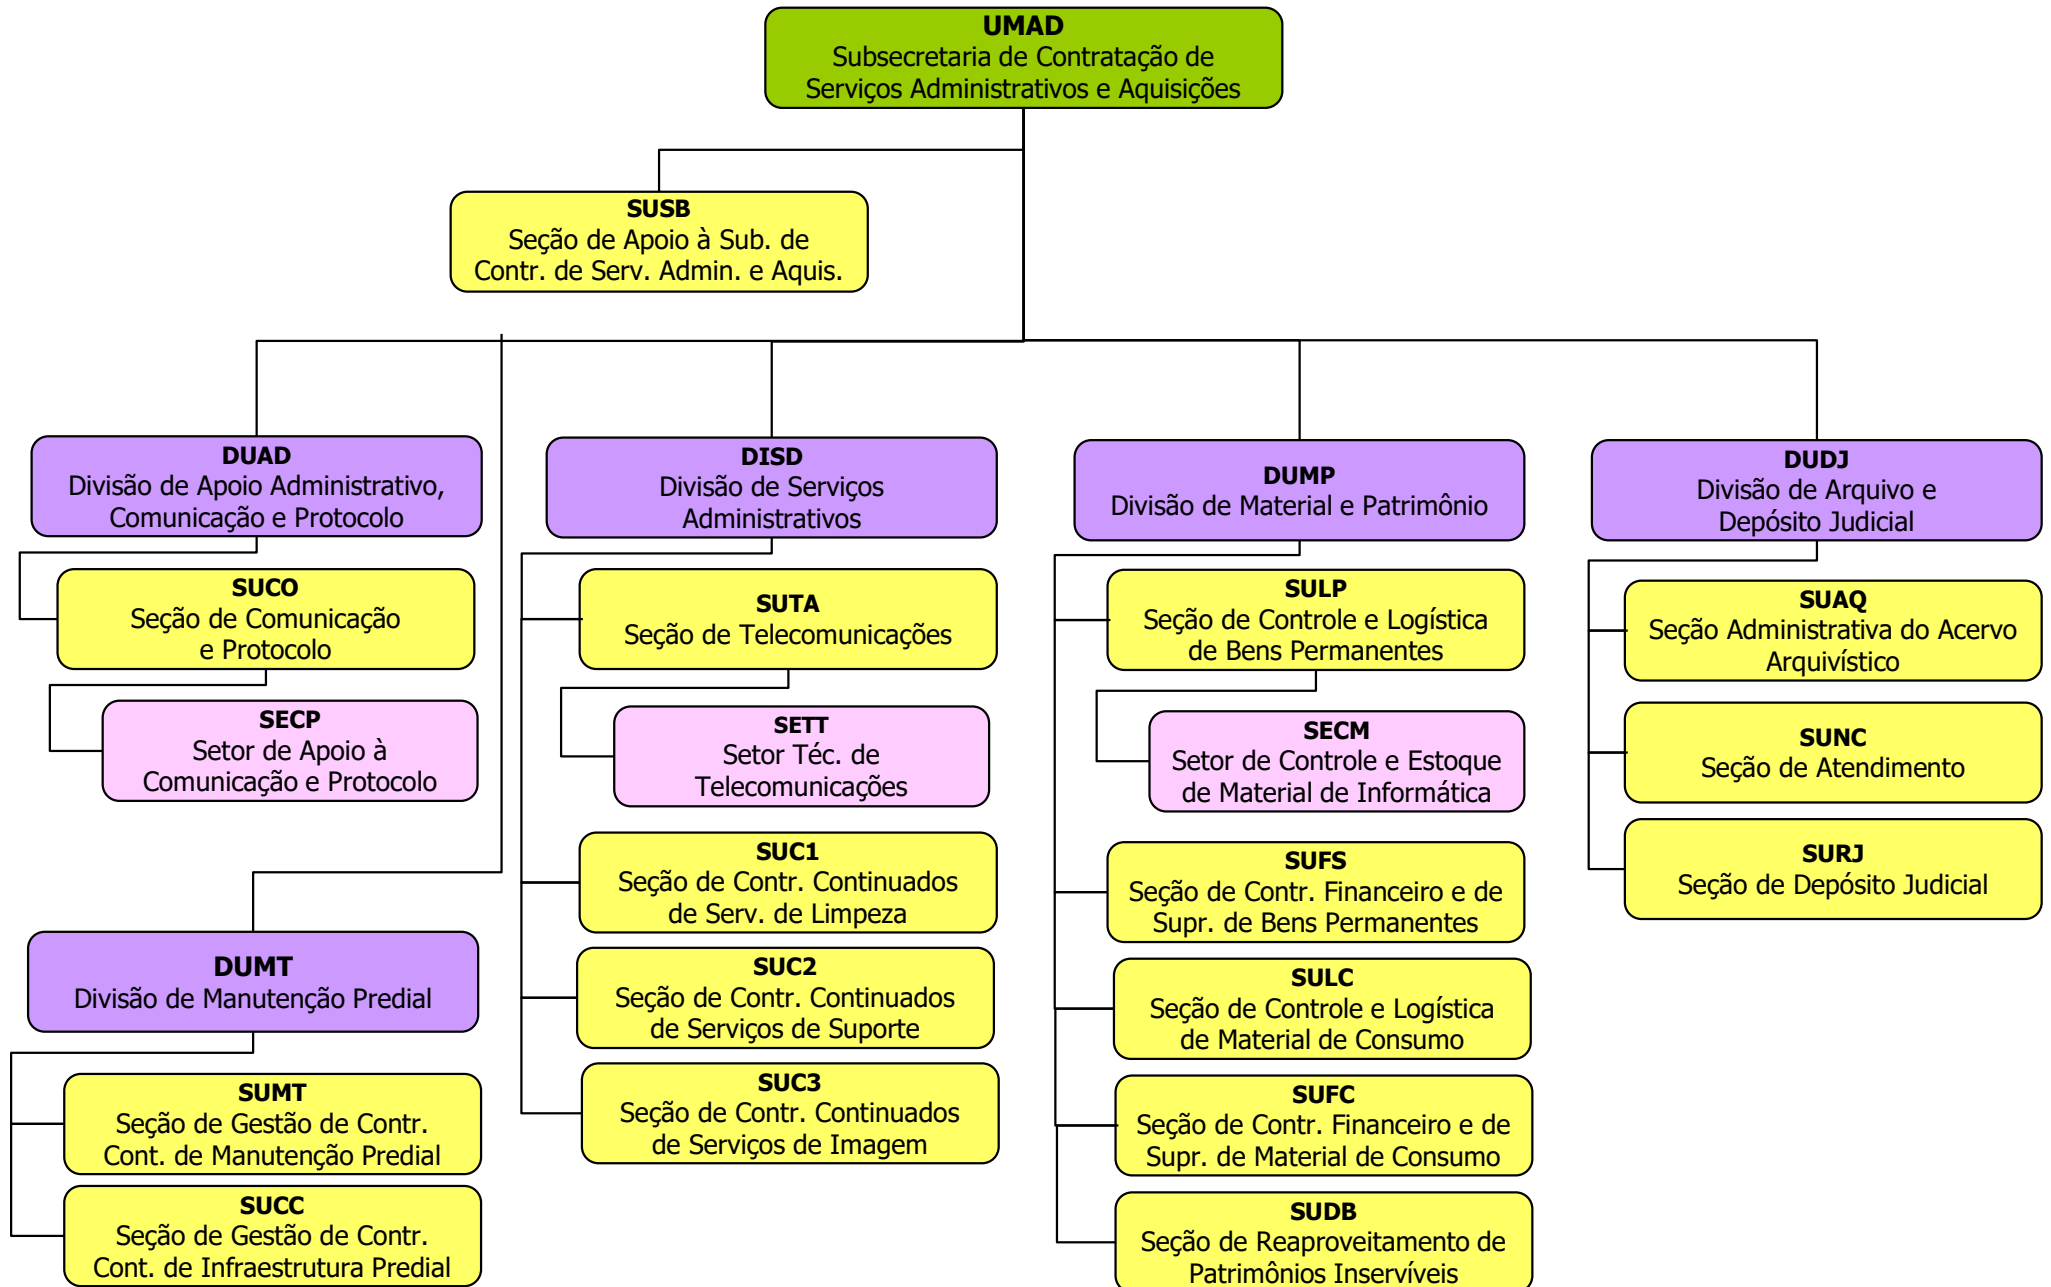 UMAD
Subsecretaria de Contratação de
Serviços Administrativos e Aquisições
SUSB
Seção de Apoio à Sub. de
Contr. de Serv. Admin. e Aquis.
DUAD
Divisão de Apoio Administrativo,
Comunicação e Protocolo
SUCO
Seção de Comunicação
e Protocolo
SECP
Setor de Apoio à
Comunicação e Protocolo
DUMT
Divisão de Manutenção Predial
SUMT
Seção de Gestão de Contr.
Cont. de Manutenção Predial
SUCC
Seção de Gestão de Contr.
Cont. de Infraestrutura Predial
DISD
Divisão de Serviços
Administrativos
SUTA
Seção de Telecomunicações
SETT
Setor Téc. de
Telecomunicações
SUC1
Seção de Contr. Continuados
de Serv. de Limpeza
SUC2
Seção de Contr. Continuados
de Serviços de Suporte
SUC3
Seção de Contr. Continuados
de Serviços de Imagem
DUMP
Divisão de Material e Patrimônio
SULP
Seção de Controle e Logística
de Bens Permanentes
SECM
Setor de Controle e Estoque
de Material de Informática
SUFS
Seção de Contr. Financeiro e de
Supr. de Bens Permanentes
SULC
Seção de Controle e Logística
de Material de Consumo
SUFC
Seção de Contr. Financeiro e de
Supr. de Material de Consumo
SUDB
Seção de Reaproveitamento de
Patrimônios Inservíveis
DUDJ
Divisão de Arquivo e
Depósito Judicial
SUAQ
Seção Administrativa do Acervo
Arquivístico
SUNC
Seção de Atendimento
SURJ
Seção de Depósito Judicial